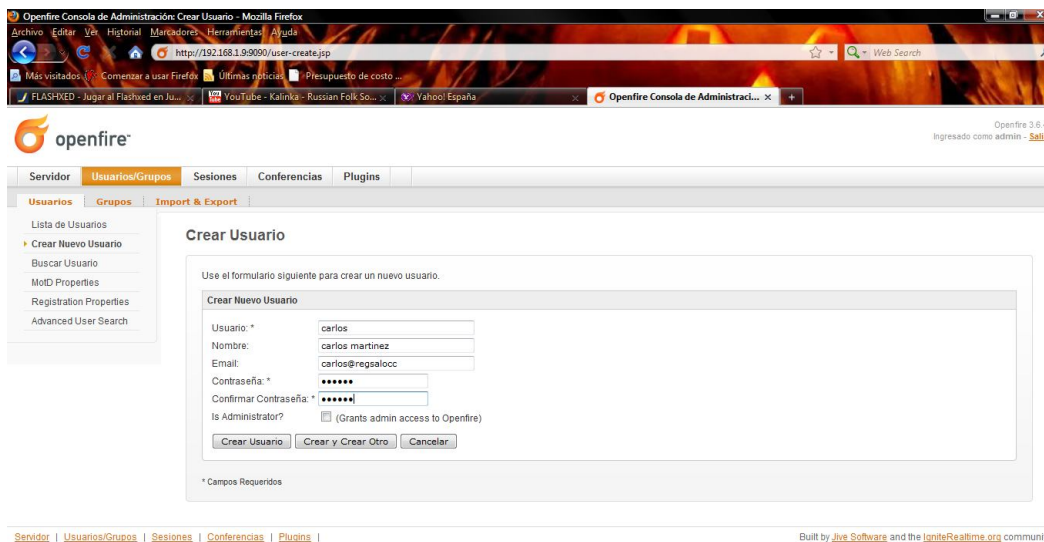 Openfire Consola de Administración: Crear Usuario - Mozilla Firefox
Archivo Editar Ver Historial Marcadores Herramientas Ayuda
http://192.168.1.9:9090/user-create.jsp
Web Search
Más visitados Comenzar a usar Firefox Últimas noticias Presupuesto de costo ...
FLASHXED - Jugar al Flashxed en Ju... YouTube - Kalinka - Russian Folk So... Yahoo! España Openfire Consola de Administraci...
openfire
Openfire 3.6.
Ingresado como admin - Sali
Servidor Usuarios/Grupos Sesiones Conferencias Plugins
Usuarios Grupos Import & Export
Lista de Usuarios
Crear Nuevo Usuario
Buscar Usuario
MotD Properties
Registration Properties
Advanced User Search
Crear Usuario
Use el formulario siguiente para crear un nuevo usuario.
Crear Nuevo Usuario
Usuario: * carlos
Nombre: carlos martinez
Email: carlos@regsalocc
Contraseña: * ••••••
Confirmar Contraseña: * ••••••
Is Administrator? (Grants admin access to Openfire)
Crear Usuario Crear y Crear Otro Cancelar
* Campos Requeridos
Servidor | Usuarios/Grupos | Sesiones | Conferencias | Plugins |
Built by Jive Software and the IgniteRealtime.org communi